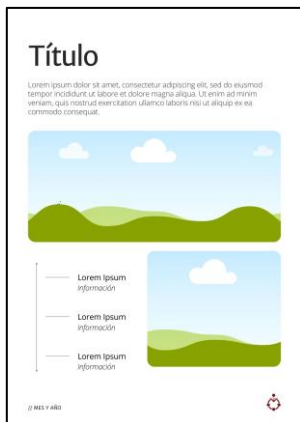 Título
Lorem ipsum dolor sit amet, consectetur adipiscing elit, sed do eiusmod
tempor incididunt ut labore et dolore magna aliqua. Ut enim ad minim
veniam, quis nostrud exercitation ullamco laboris nisi ut aliquip ex ea
commodo consequat.
Lorem Ipsum
Información
Lorem Ipsum
Información
Lorem Ipsum
Información
// MES Y AÑO